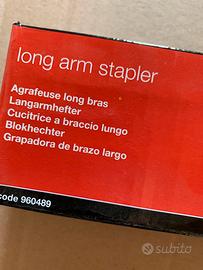 long arm stapler
Agrafeuse long bras
Langarmhefter
Cucitrice a braccio lungo
Blokhechter
Grapadora de brazo largo
code 960489
subito